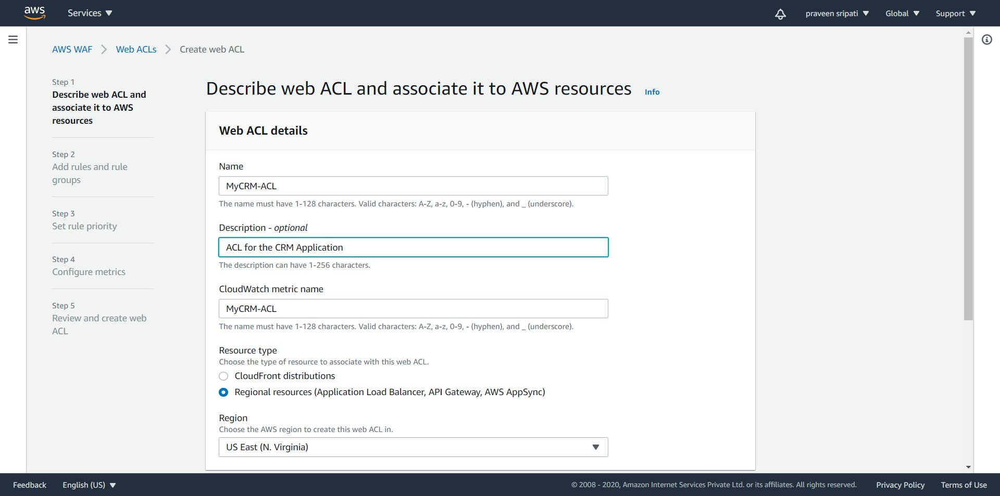 aws
Services
praveen sripati
Global
Support
AWS WAF
Web ACLs
Create web ACL
Step 1
Describe web ACL and
associate it to AWS
resources
Step 2
Add rules and rule
groups
Step 3
Set rule priority
Step 4
Configure metrics
Step 5
Review and create web
ACL
Describe web ACL and associate it to AWS resources Info
Web ACL details
Name
MyCRM-ACL
The name must have 1-128 characters. Valid characters: A-Z, a-z, 0-9, - (hyphen), and _ (underscore).
Description - optional
ACL for the CRM Application
The description can have 1-256 characters.
CloudWatch metric name
MyCRM-ACL
The name must have 1-128 characters. Valid characters: A-Z, a-z, 0-9, - (hyphen), and _ (underscore).
Resource type
Choose the type of resource to associate with this web ACL.
CloudFront distributions
Regional resources (Application Load Balancer, API Gateway, AWS AppSync)
Region
Choose the AWS region to create this web ACL in.
US East (N. Virginia)
Feedback
English (US)
© 2008 - 2020, Amazon Internet Services Private Ltd. or its affiliates. All rights reserved.
Privacy Policy
Terms of Use